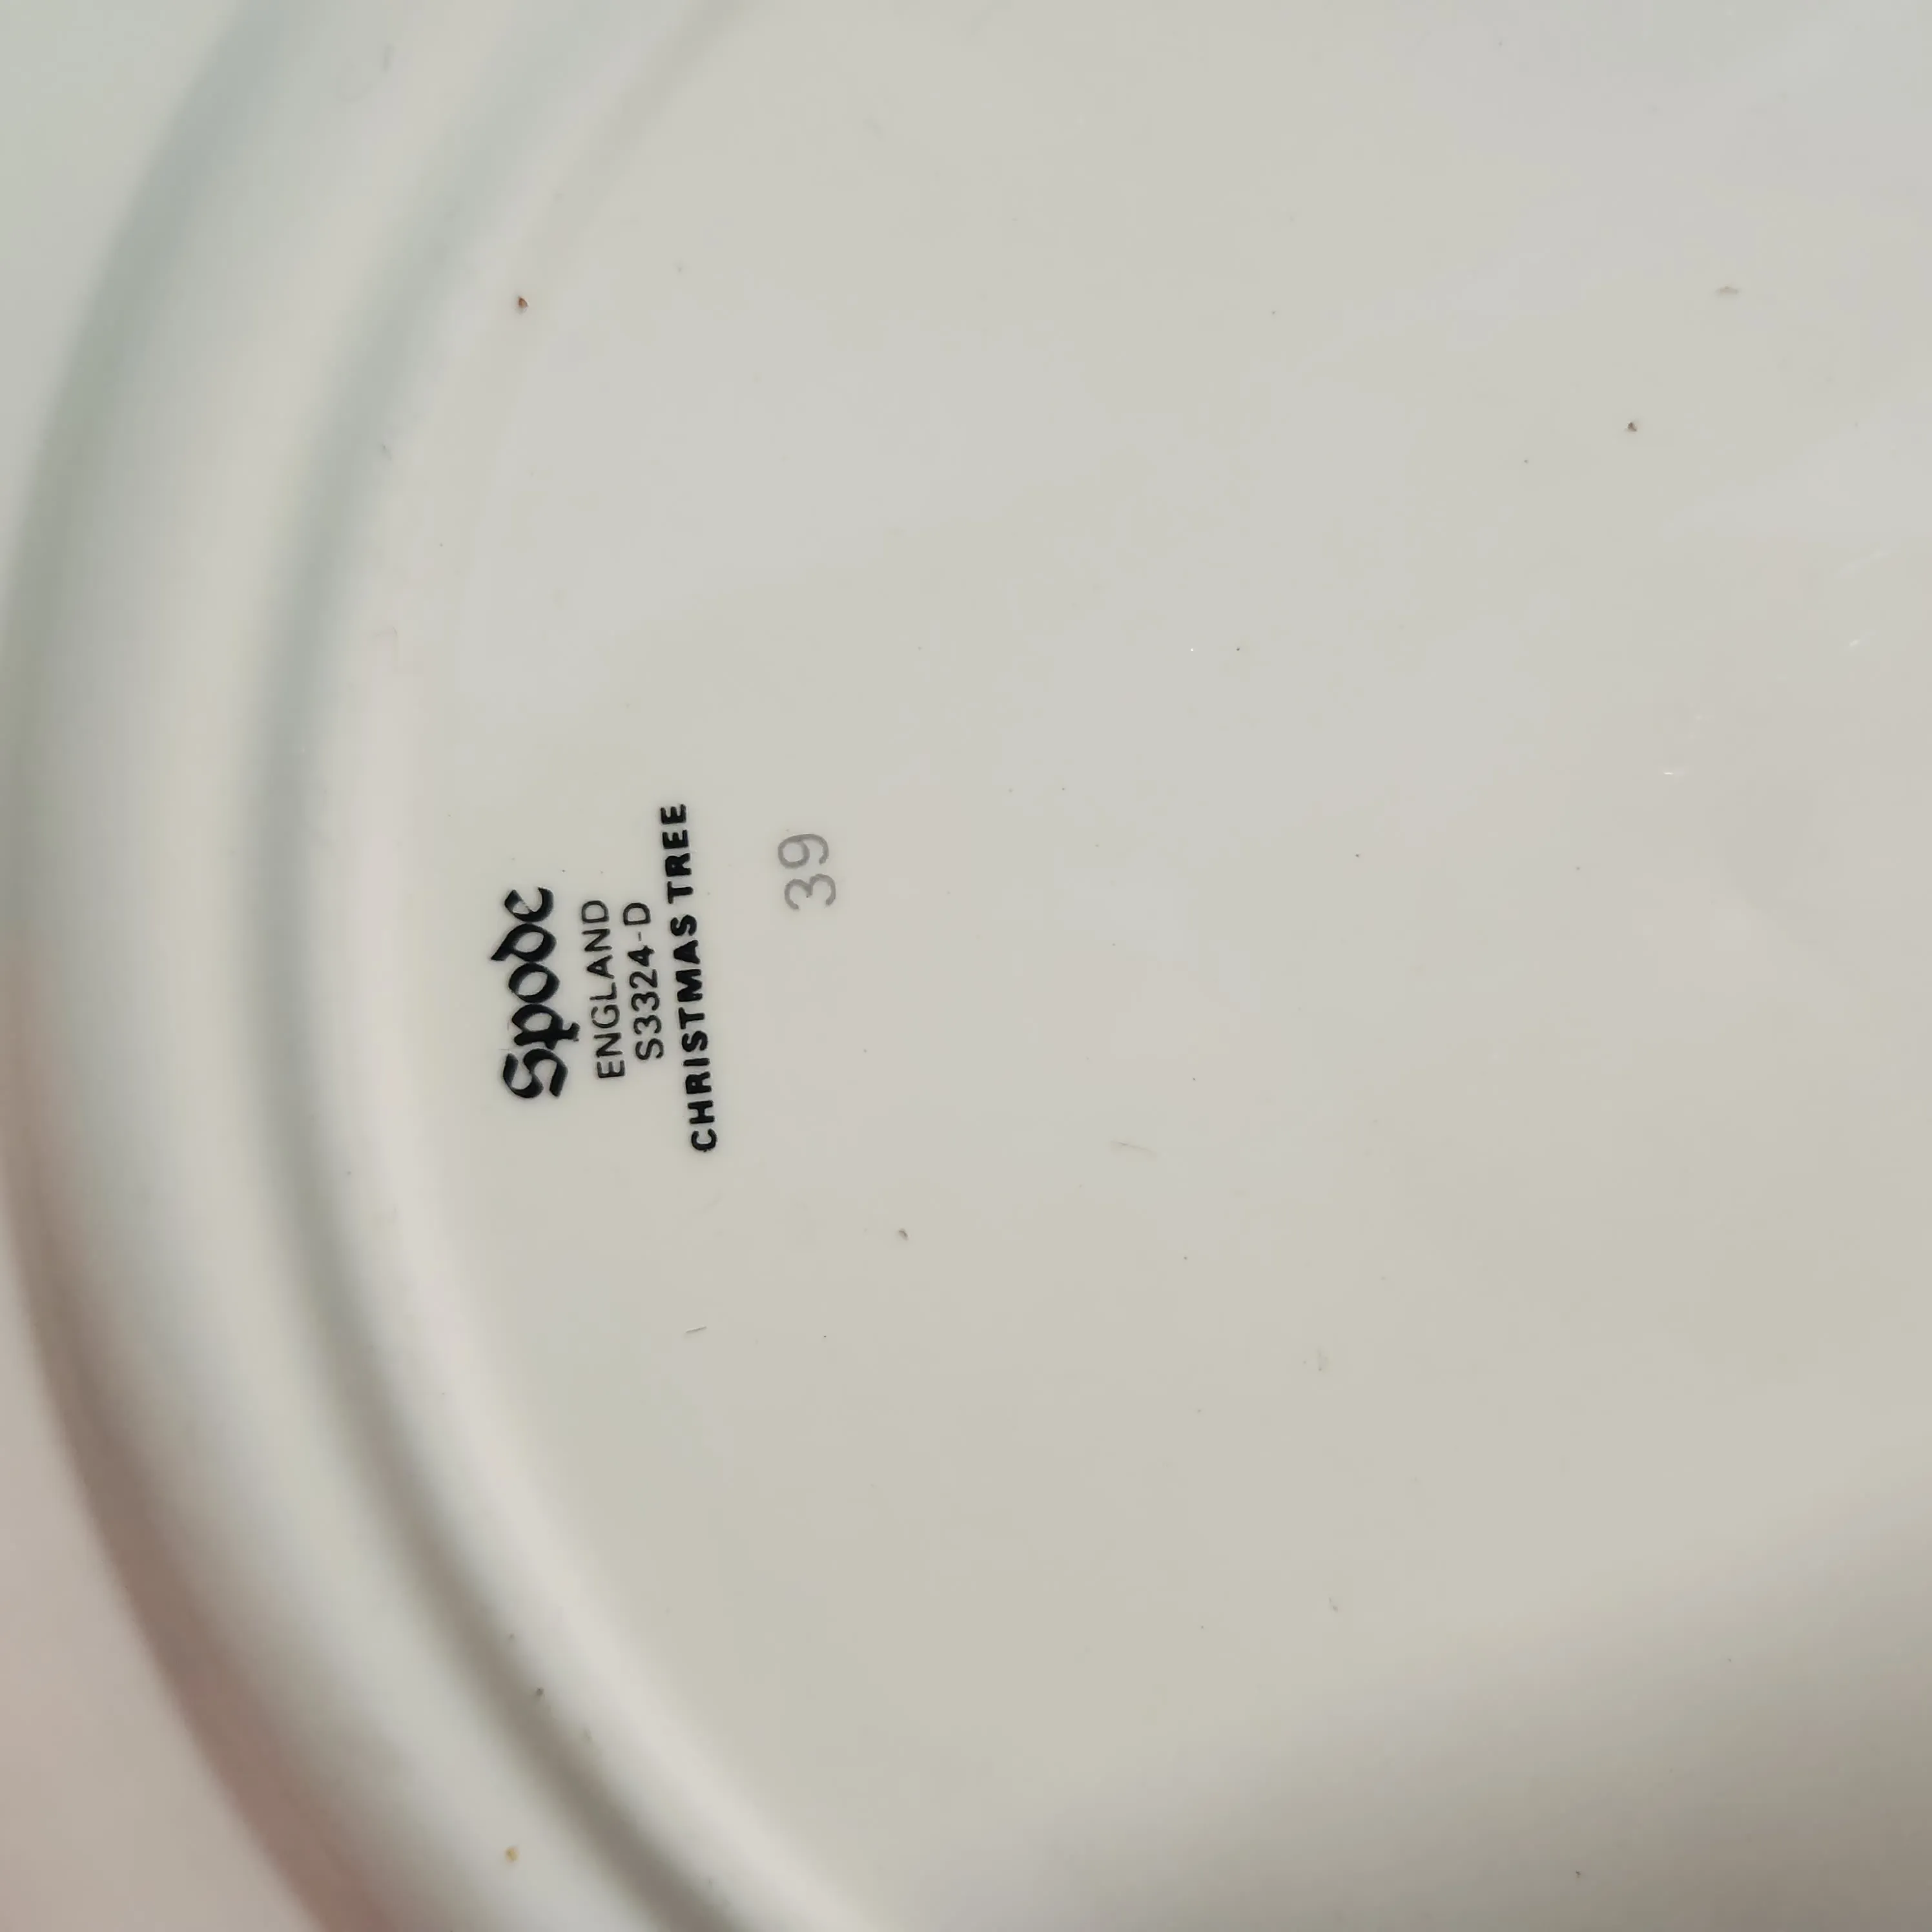 Spode
ENGLAND
S3324-D
CHRISTMAS TREE
39